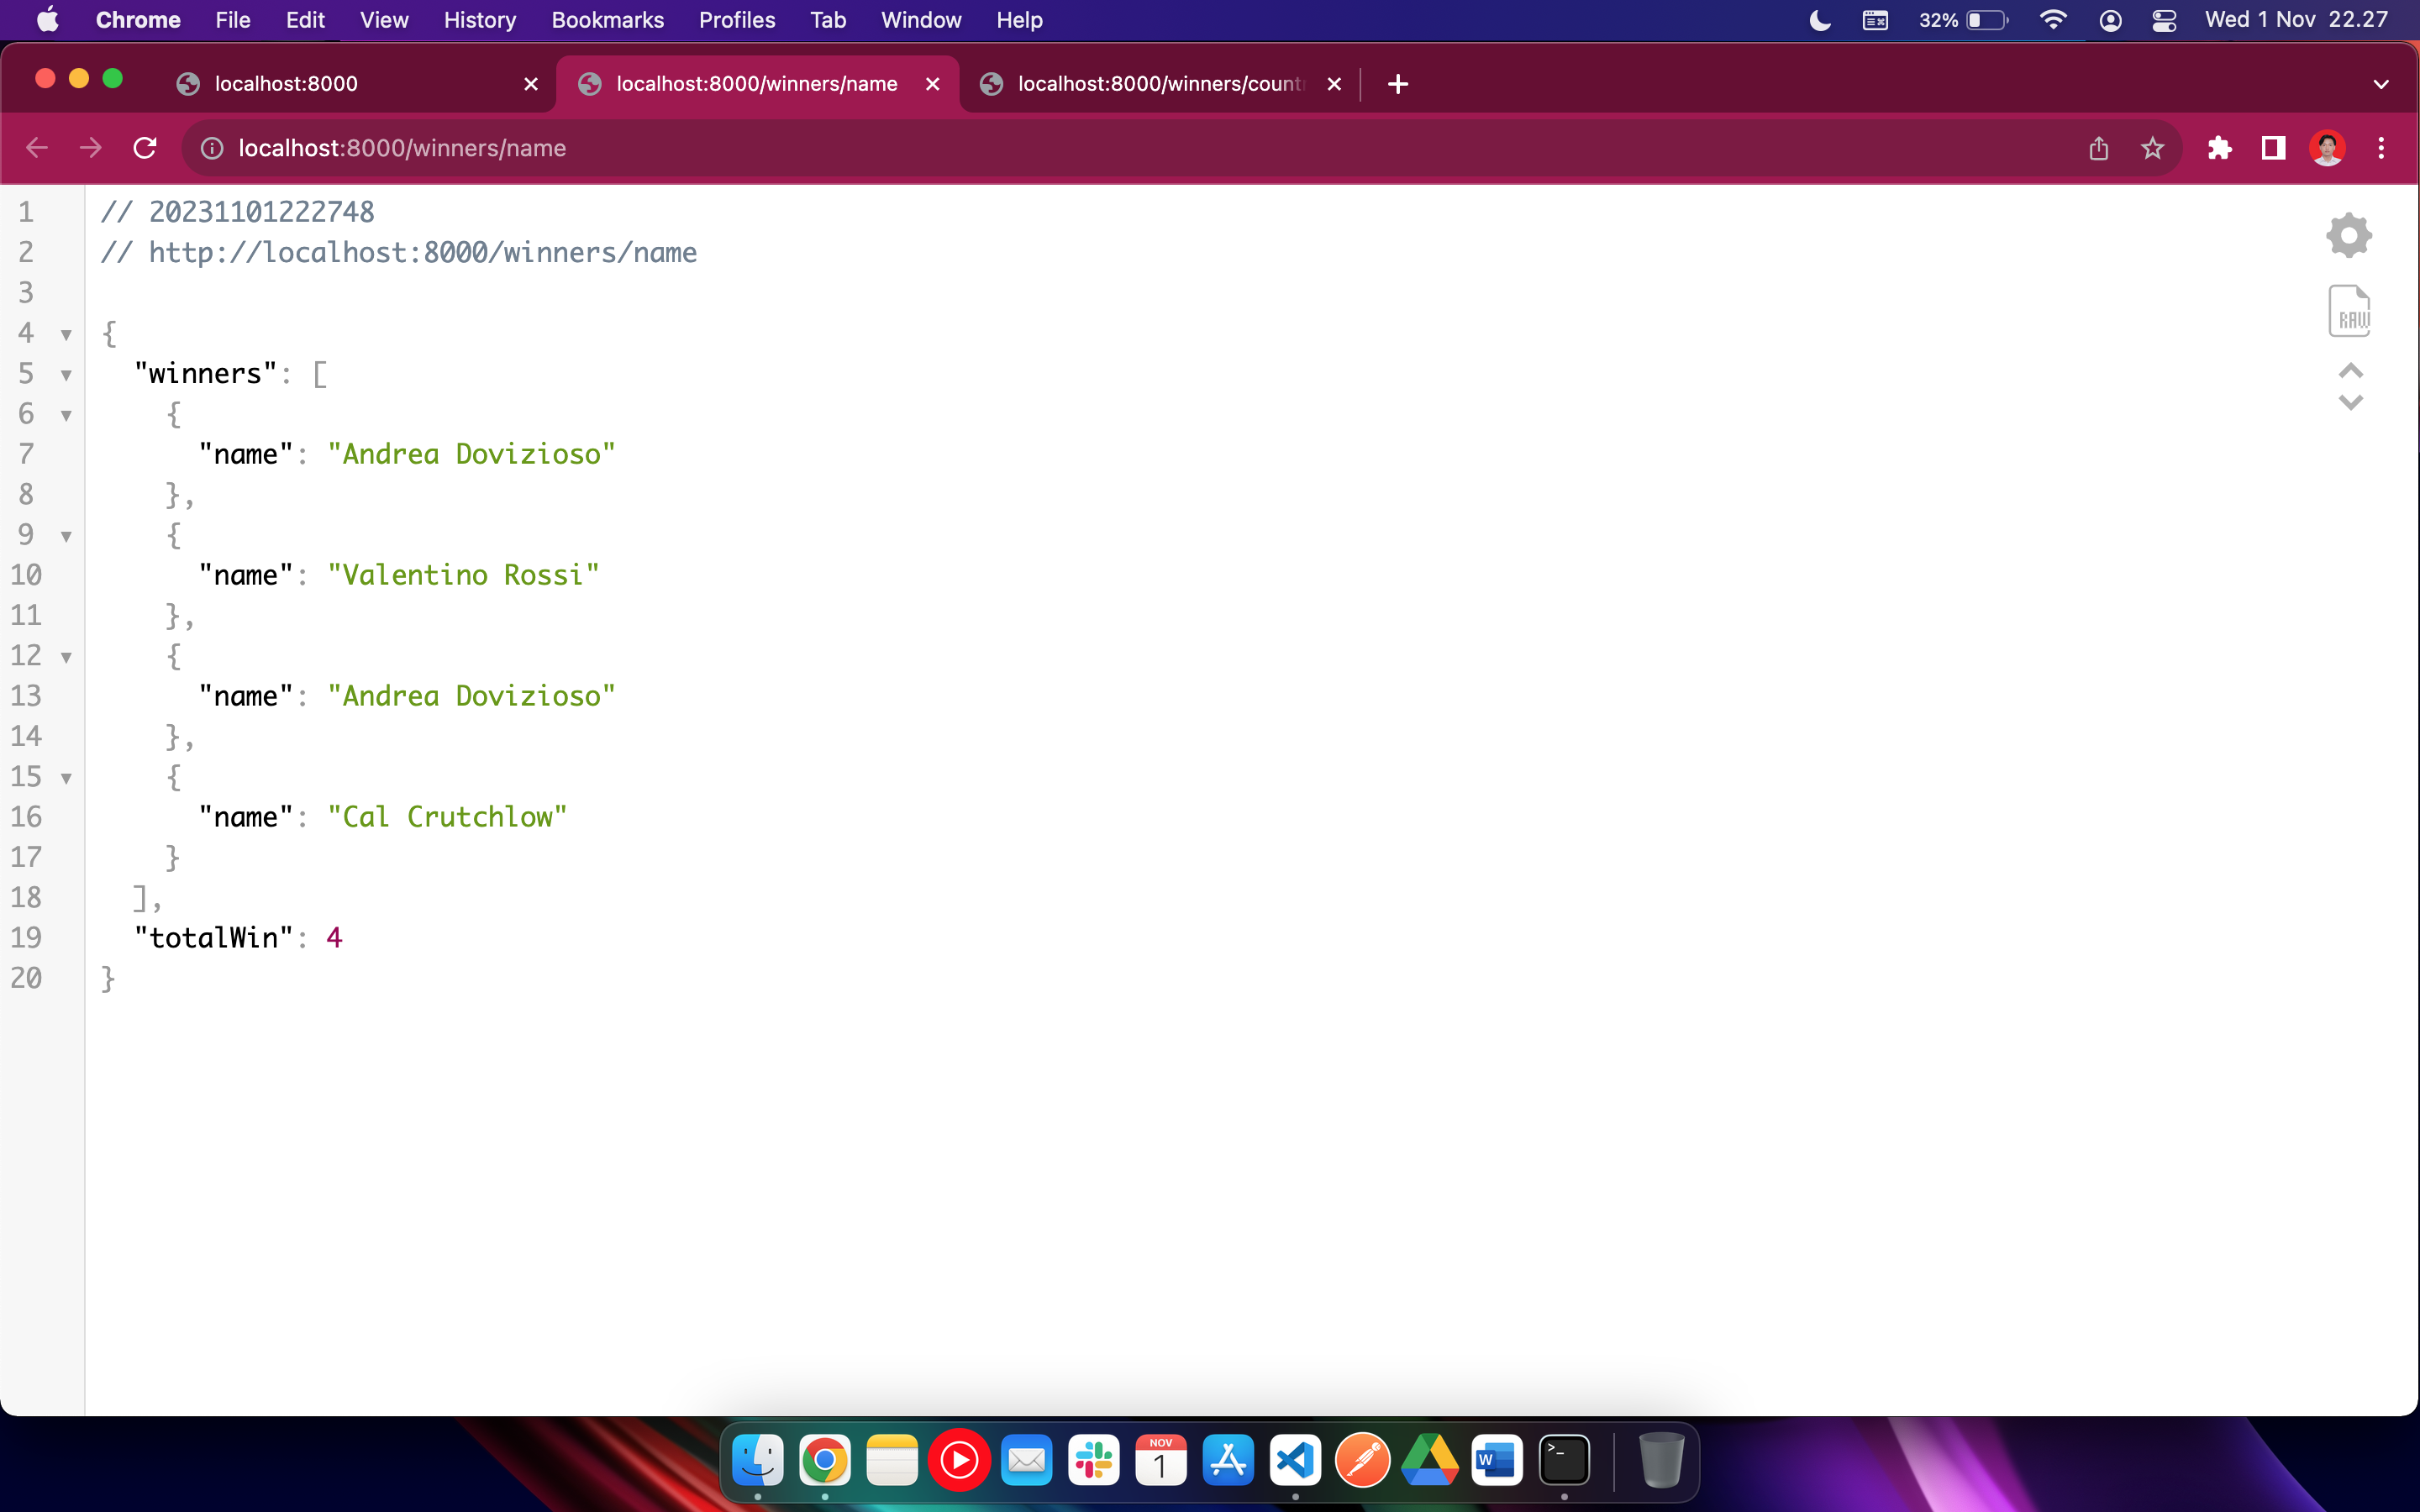 Chrome File Edit View History Bookmarks Profiles Tab Window Help 32% Wed 1 Nov 22.27
localhost:8000 localhost:8000/winners/name localhost:8000/winners/count
localhost:8000/winners/name
1 // 20231101222748
2 // http://localhost:8000/winners/name
3
4 {
5 "winners": [
6 {
7 "name": "Andrea Dovizioso"
8 },
9 {
10 "name": "Valentino Rossi"
11 },
12 {
13 "name": "Andrea Dovizioso"
14 },
15 {
16 "name": "Cal Crutchlow"
17 }
18 ],
19 "totalWin": 4
20 }
RAW
NOV
1
W
>_